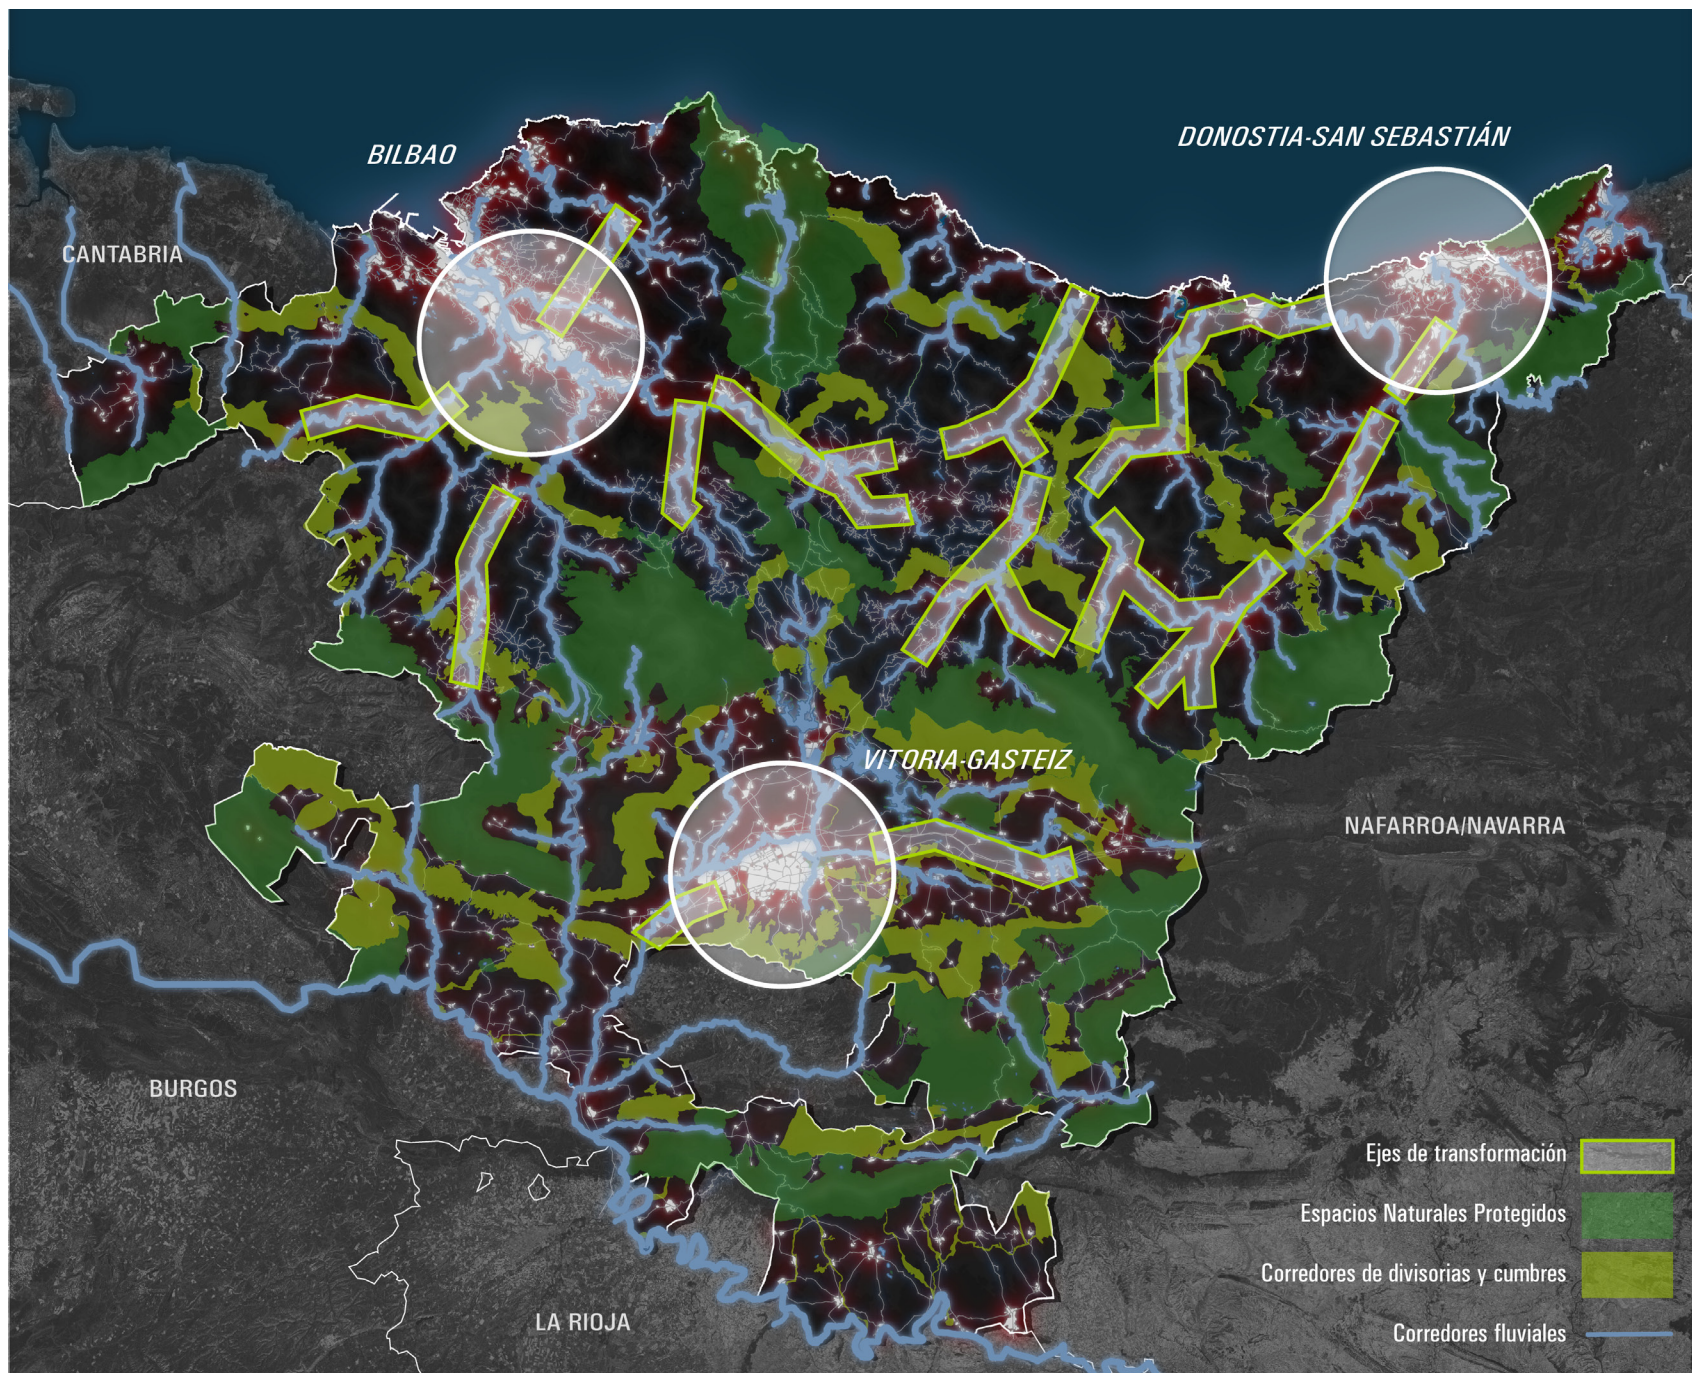 BILBAO
DONOSTIA-SAN SEBASTIÁN
CANTABRIA
VITORIA-GASTEIZ
NAFARROA/NAVARRA
BURGOS
LA RIOJA
Ejes de transformación
Espacios Naturales Protegidos
Corredores de divisorias y cumbres
Corredores fluviales